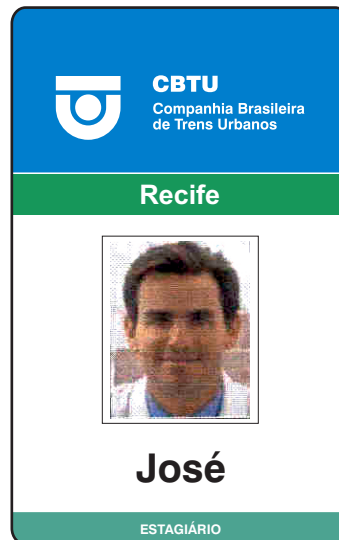 CBTU
Companhia Brasileira
de Trens Urbanos
Recife
José
ESTAGIÁRIO